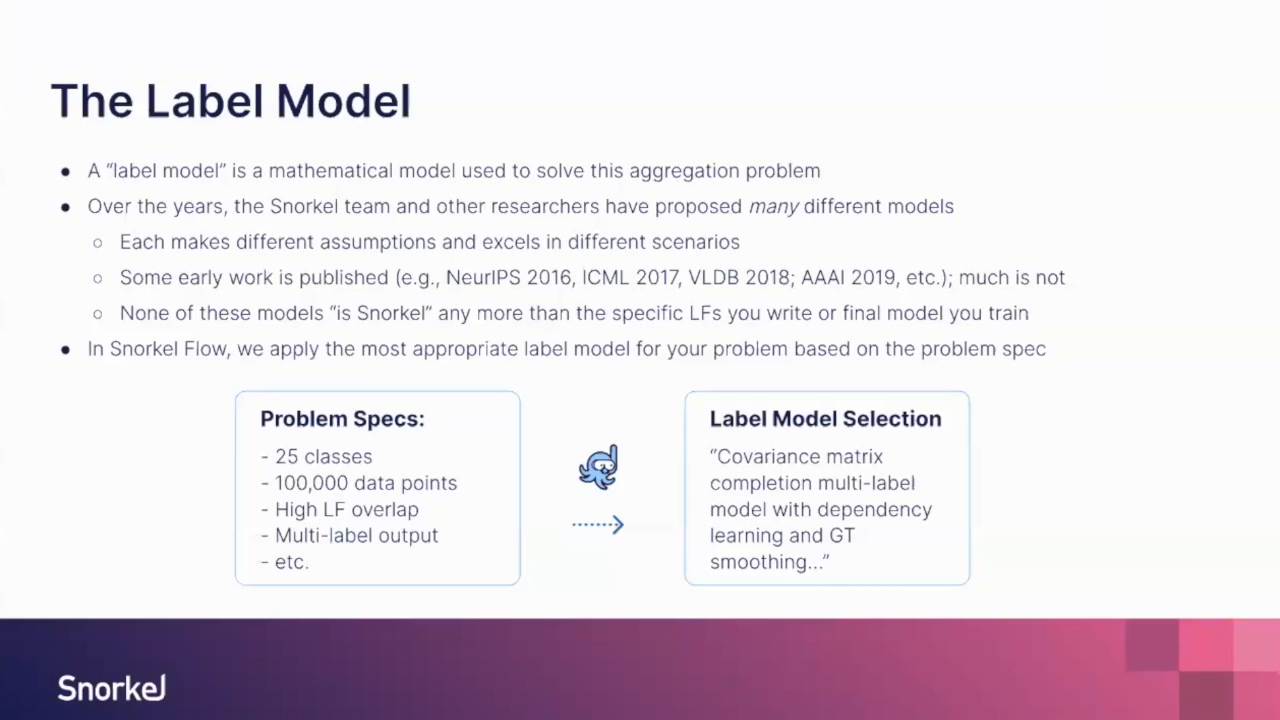 The Label Model
● A “label model” is a mathematical model used to solve this aggregation problem
● Over the years, the Snorkel team and other researchers have proposed many different models
○ Each makes different assumptions and excels in different scenarios
○ Some early work is published (e.g., NeurIPS 2016, ICML 2017, VLDB 2018; AAAI 2019, etc.); much is not
○ None of these models “is Snorkel” any more than the specific LFs you write or final model you train
● In Snorkel Flow, we apply the most appropriate label model for your problem based on the problem spec
Problem Specs:
- 25 classes
- 100,000 data points
- High LF overlap
- Multi-label output
- etc.
Label Model Selection
“Covariance matrix
completion multi-label
model with dependency
learning and GT
smoothing...”
Snorkel